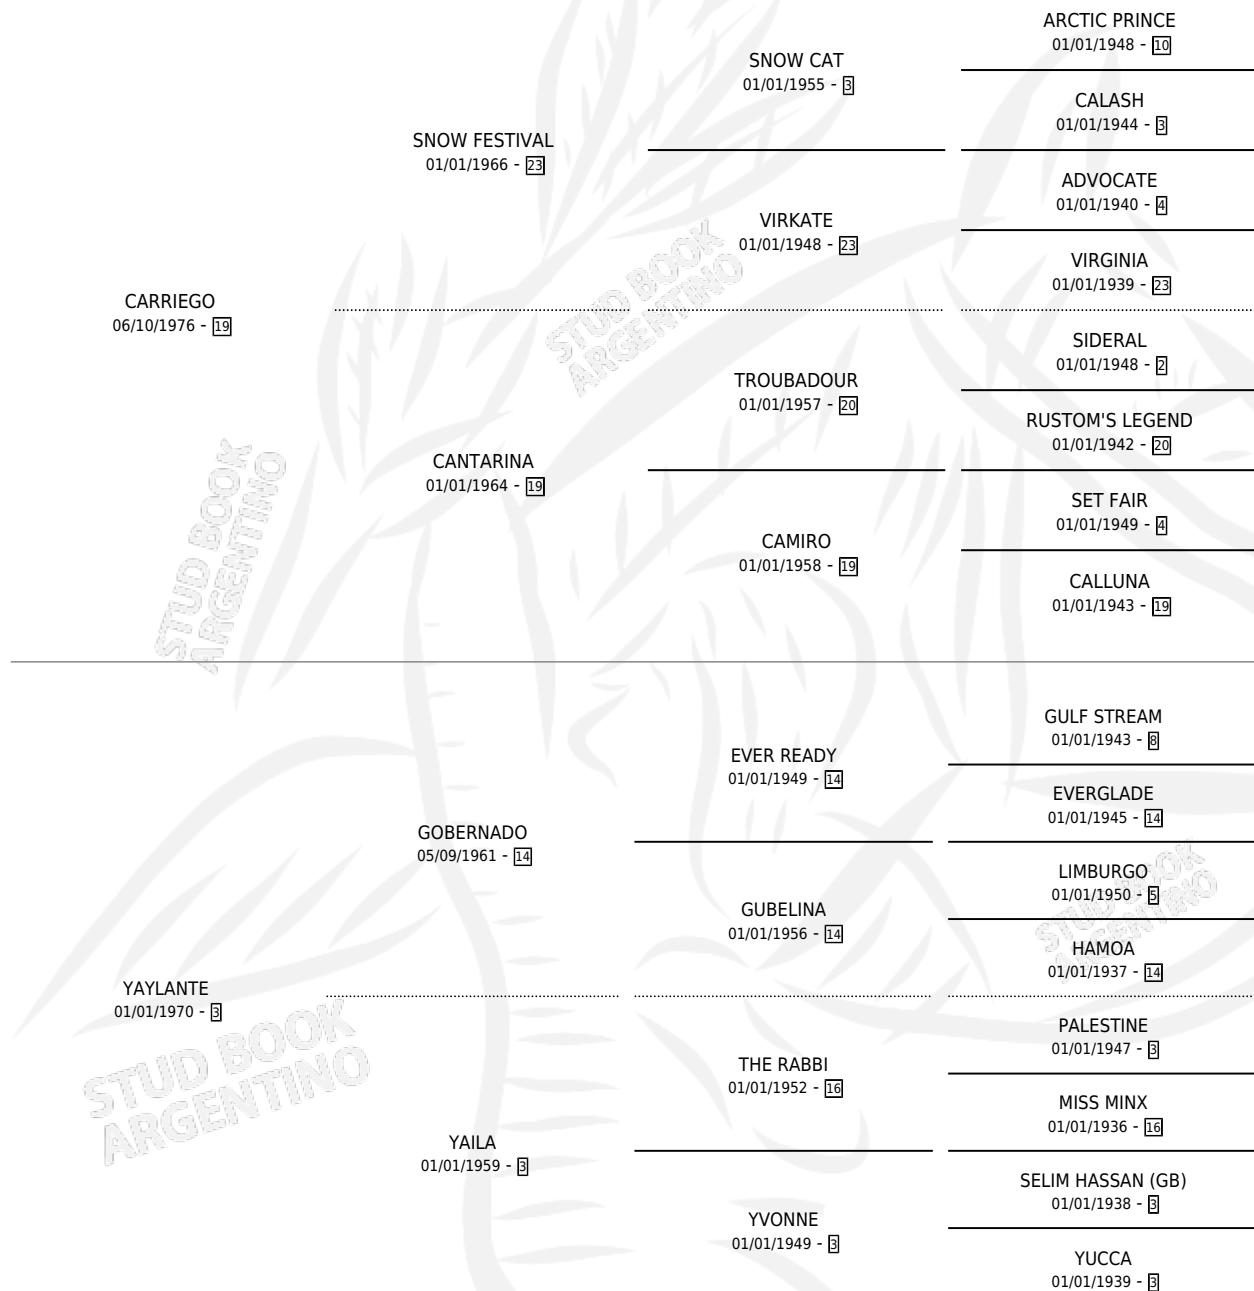 ARCTIC PRINCE
01/01/1948 - 10
SNOW CAT
01/01/1955 - 3
CALASH
01/01/1944 - 3
SNOW FESTIVAL
01/01/1966 - 23
ADVOCATE
01/01/1940 - 4
VIRKATE
01/01/1948 - 23
VIRGINIA
01/01/1939 - 23
CARRIEGO
06/10/1976 - 19
SIDERAL
01/01/1948 - 2
TROUBADOUR
01/01/1957 - 20
RUSTOM'S LEGEND
01/01/1942 - 20
CANTARINA
01/01/1964 - 19
SET FAIR
01/01/1949 - 4
CAMIRO
01/01/1958 - 19
CALLUNA
01/01/1943 - 19
GULF STREAM
01/01/1943 - 8
EVER READY
01/01/1949 - 14
EVERGLADE
01/01/1945 - 14
GOBERNADO
05/09/1961 - 14
LIMBURGO
01/01/1950 - 5
GUBELINA
01/01/1956 - 14
HAMOA
01/01/1937 - 14
YAYLANTE
01/01/1970 - 3
PALESTINE
01/01/1947 - 3
THE RABBI
01/01/1952 - 16
MISS MINX
01/01/1936 - 16
YAILA
01/01/1959 - 3
SELIM HASSAN (GB)
01/01/1938 - 3
YVONNE
01/01/1949 - 3
YUCCA
01/01/1939 - 3
STUD BOOK
ARGENTINO
STUD BOOK
ARGENTINO
STUD BOOK
ARGENTINO
STUD BOOK
ARGENTINO